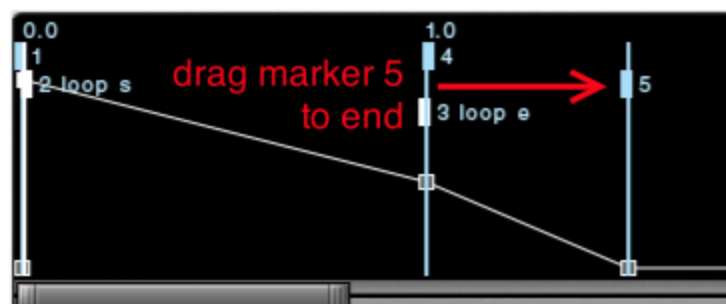 0.0 1.0
1 4
drag marker 5
2 loop s 5
to end 3 loop e